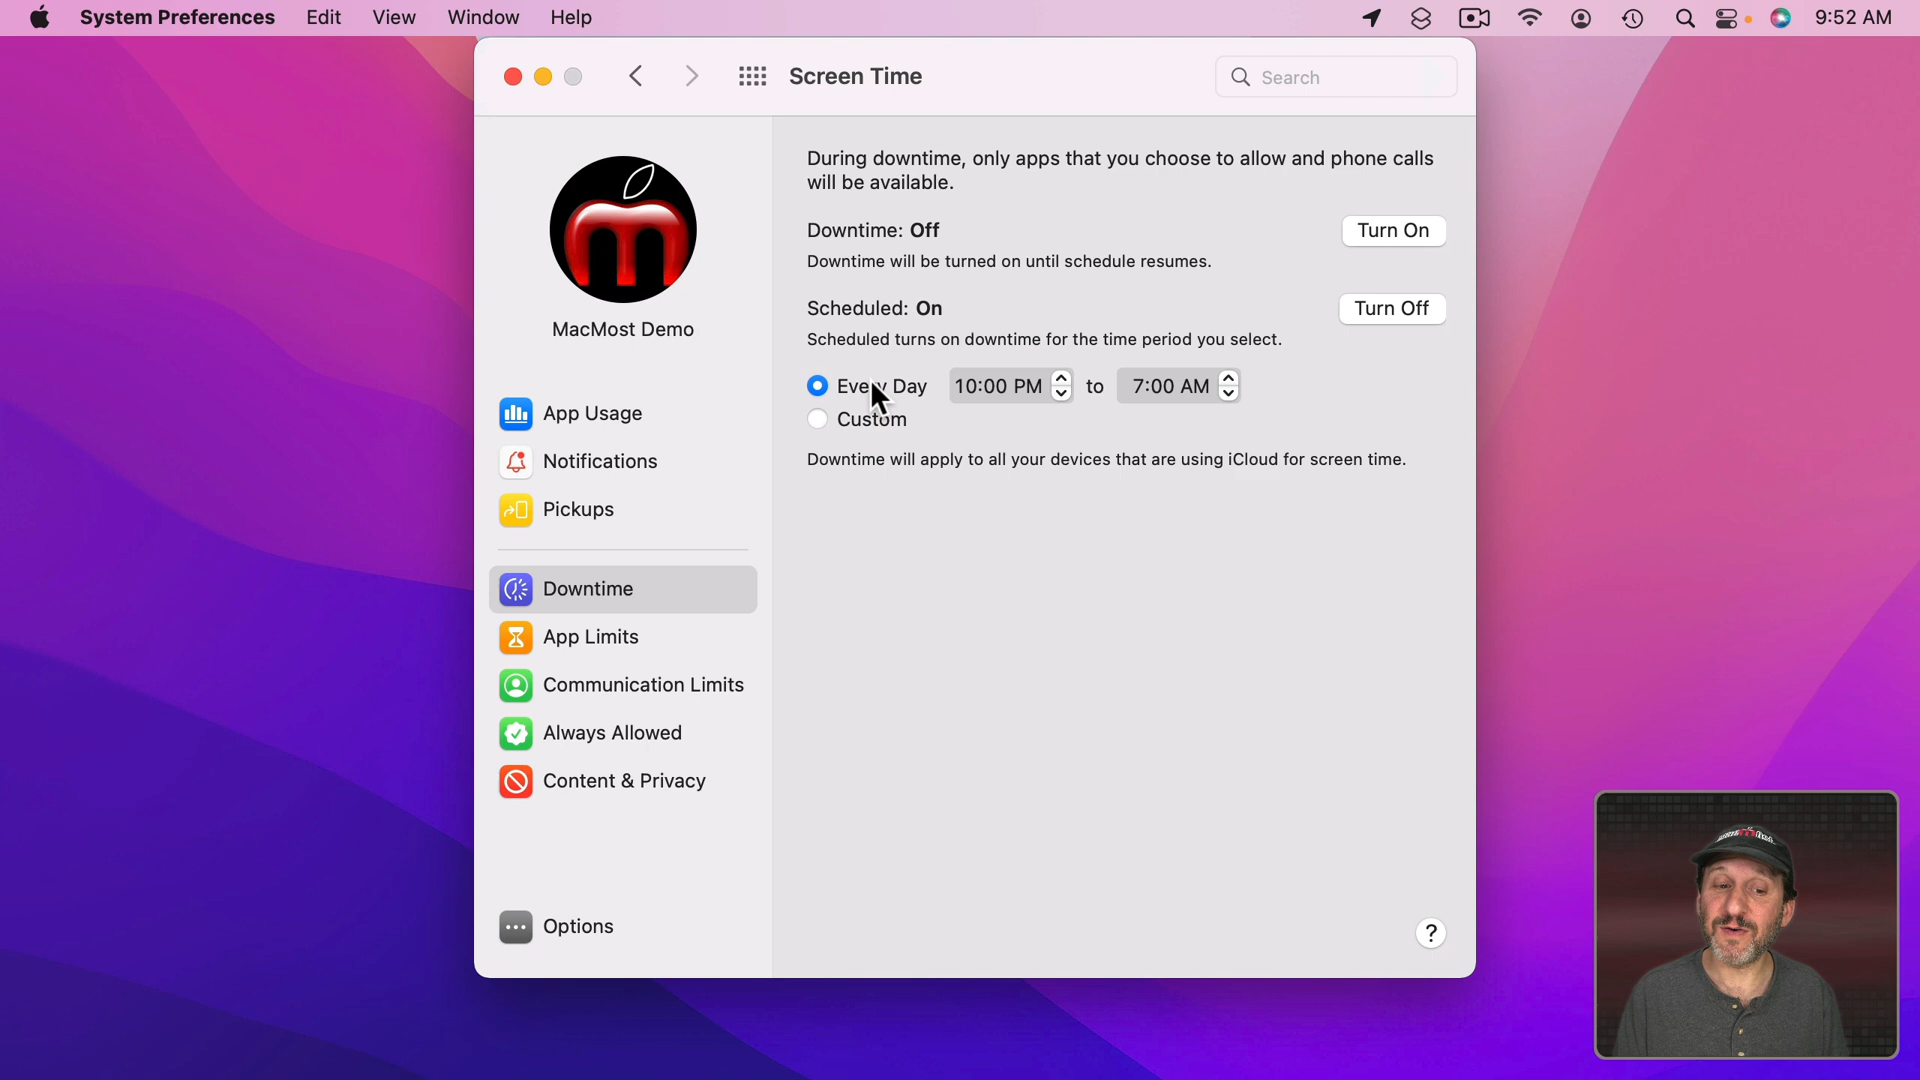 System Preferences Edit View Window Help 9:52 AM
Screen Time
Search
During downtime, only apps that you choose to allow and phone calls
will be available.
Downtime: Off
Turn On
Downtime will be turned on until schedule resumes.
Scheduled: On
Turn Off
Scheduled turns on downtime for the time period you select.
Every Day 10:00 PM to 7:00 AM
Custom
Downtime will apply to all your devices that are using iCloud for screen time.
m
MacMost Demo
App Usage
Notifications
Pickups
Downtime
App Limits
Communication Limits
Always Allowed
Content & Privacy
Options
?